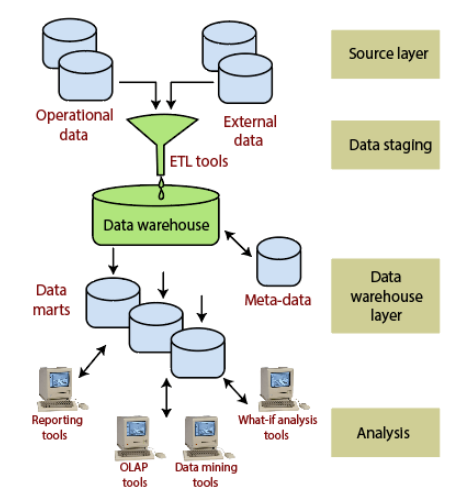 Source layer
Operational
data
External
data
ETL tools
Data staging
Data warehouse
Data
marts
Meta-data
Data
warehouse
layer
Reporting
tools
What-if analysis
tools
OLAP
tools
Data mining
tools
Analysis